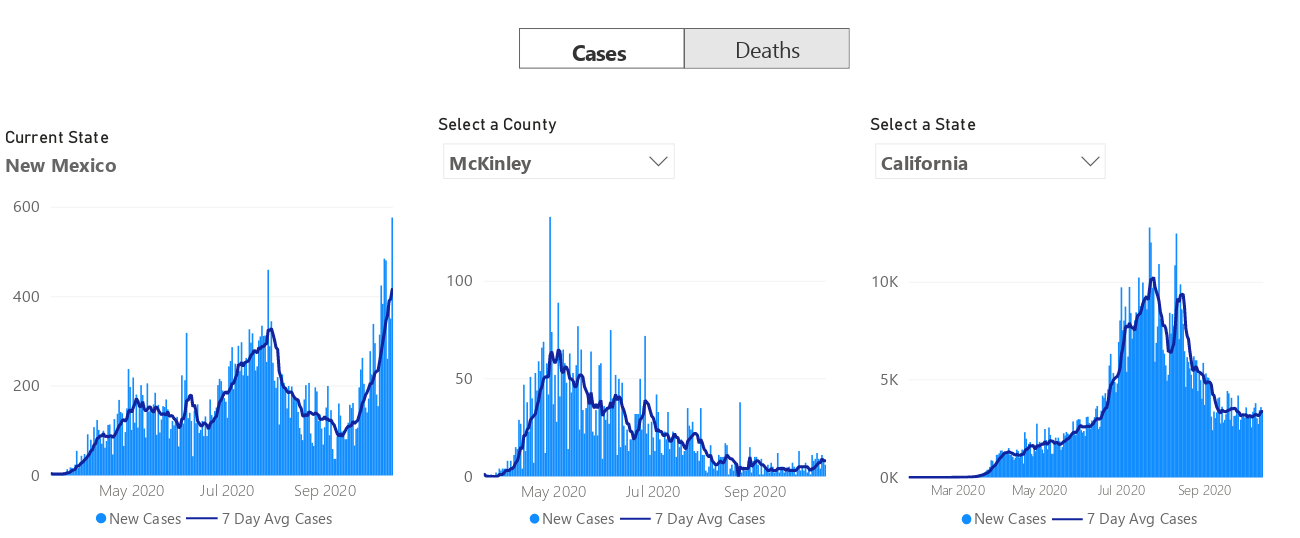 Cases
Deaths
Current State
New Mexico
600
400
200
0
May 2020
Jul 2020
Sep 2020
New Cases
7 Day Avg Cases
Select a County
McKinley
100
50
0
May 2020
Jul 2020
Sep 2020
New Cases
7 Day Avg Cases
Select a State
California
10K
5K
0K
Mar 2020
May 2020
Jul 2020
Sep 2020
New Cases
7 Day Avg Cases